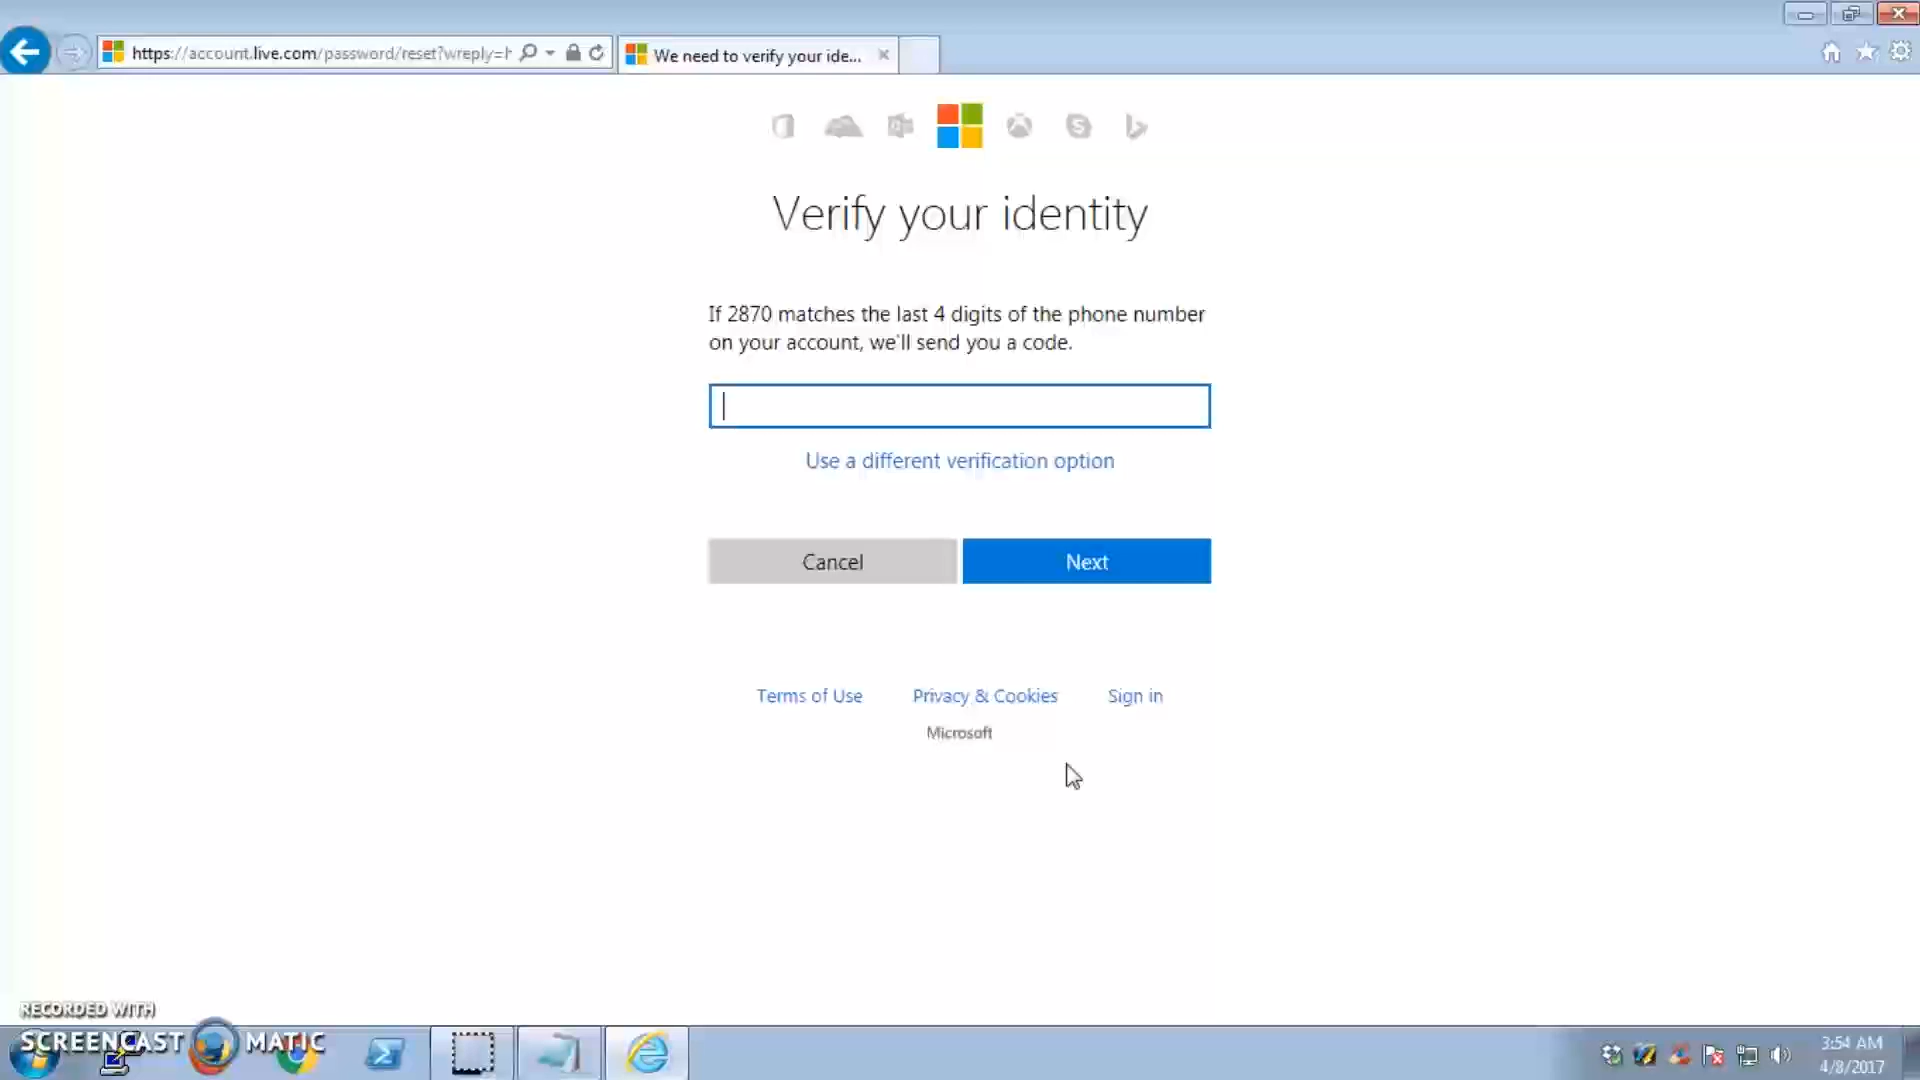 https://account.live.com/password/reset?wreply=h
We need to verify your ide...
Verify your identity
If 2870 matches the last 4 digits of the phone number
on your account, we'll send you a code.
Use a different verification option
Cancel
Next
Terms of Use
Privacy & Cookies
Sign in
Microsoft
RECORDED WITH
SCREENCAST MATIC
3:54 AM
4/8/2017